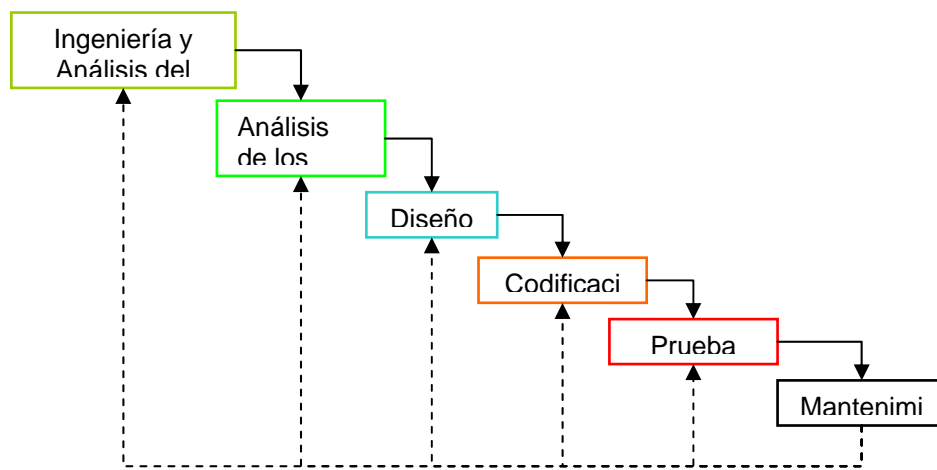 Ingeniería y
Análisis del
Análisis
de los
Diseño
Codificaci
Prueba
Mantenimi